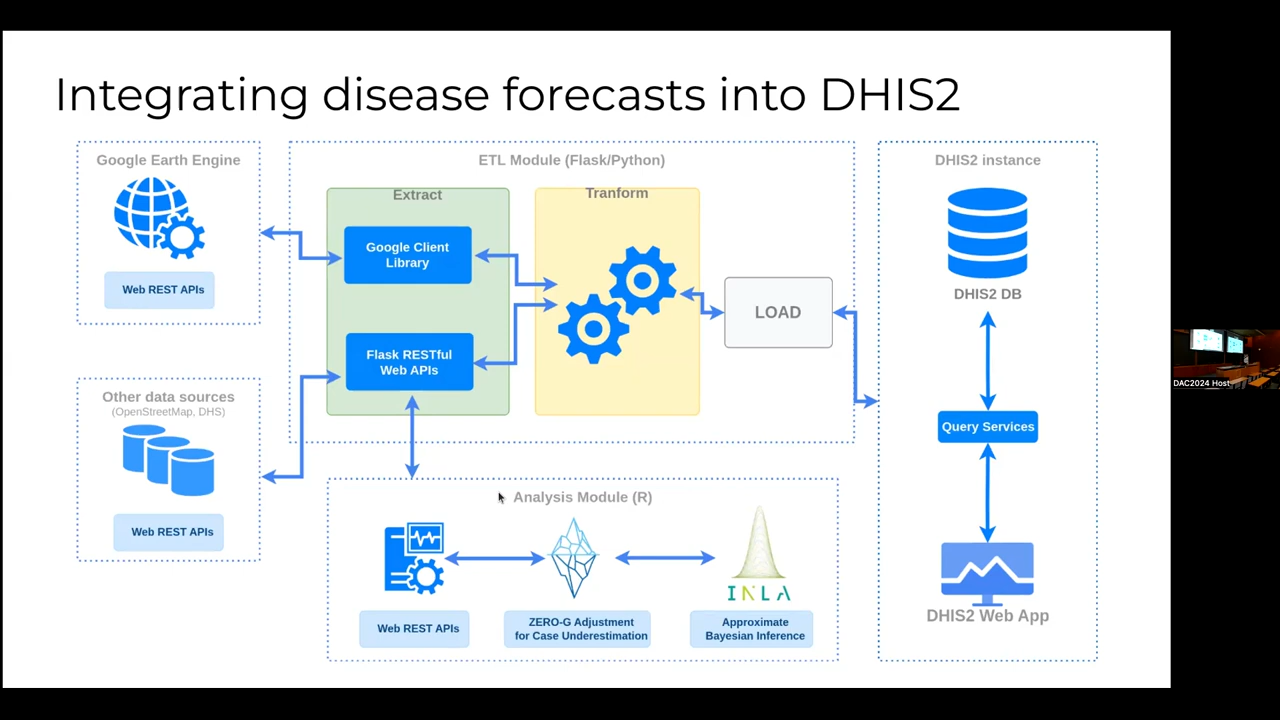 Integrating disease forecasts into DHIS2
Google Earth Engine
Web REST APIs
Other data sources
(OpenStreetMap, DHS)
Web REST APIs
ETL Module (Flask/Python)
Extract
Google Client
Library
Flask RESTful
Web APIs
Tranform
LOAD
Analysis Module (R)
Web REST APIs
ZERO-G Adjustment
for Case Underestimation
INLA
Approximate
Bayesian Inference
DHIS2 instance
DHIS2 DB
Query Services
DHIS2 Web App
DAC2024 Host